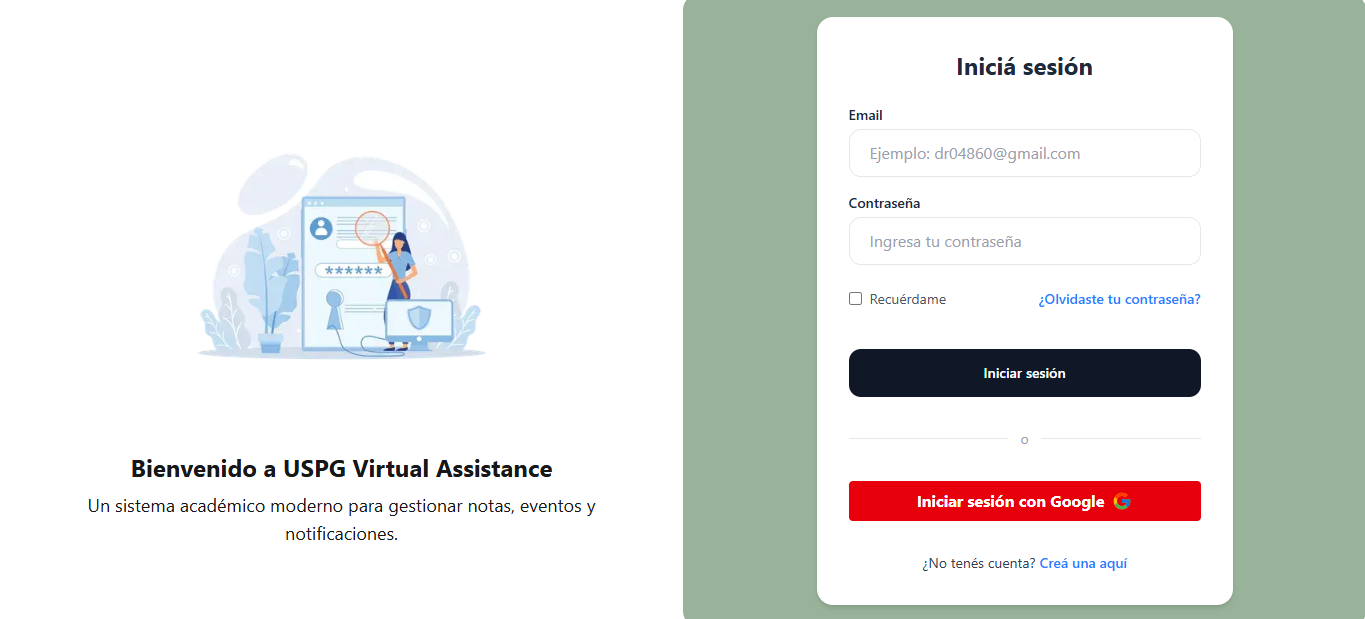 ******
Bienvenido a USPG Virtual Assistance
Un sistema académico moderno para gestionar notas, eventos y
notificaciones.
Iniciá sesión
Email
Ejemplo: dr04860@gmail.com
Contraseña
Ingresa tu contraseña
Recuérdame
¿Olvidaste tu contraseña?
Iniciar sesión
o
Iniciar sesión con Google
¿No tenés cuenta? Creá una aquí